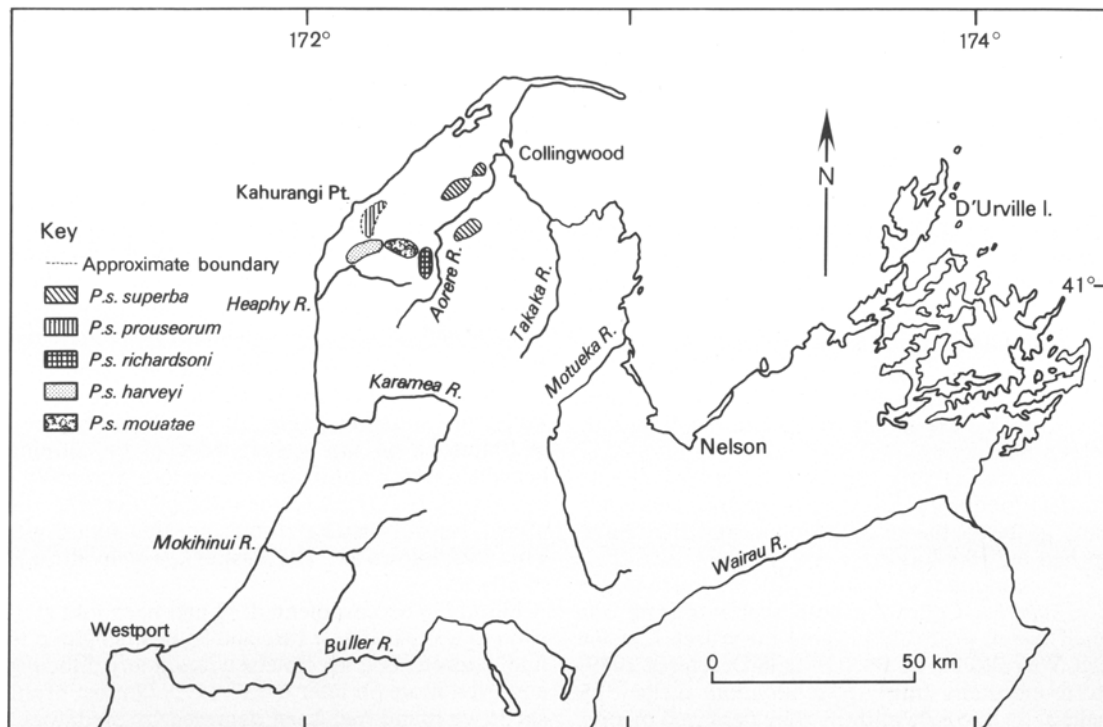 172°
174°
Collingwood
Kahurangi Pt.
N
D'Urville I.
Key
Approximate boundary
P.s. superba
P.s. prouseorum
P.s. richardsoni
P.s. harveyi
P.s. mouatae
Heaphy R.
Aorere R.
Takaka R.
41°
Motueka R.
Karamea R.
Nelson
Mokihinui R.
Wairau R.
Westport
Buller R.
0 50 km